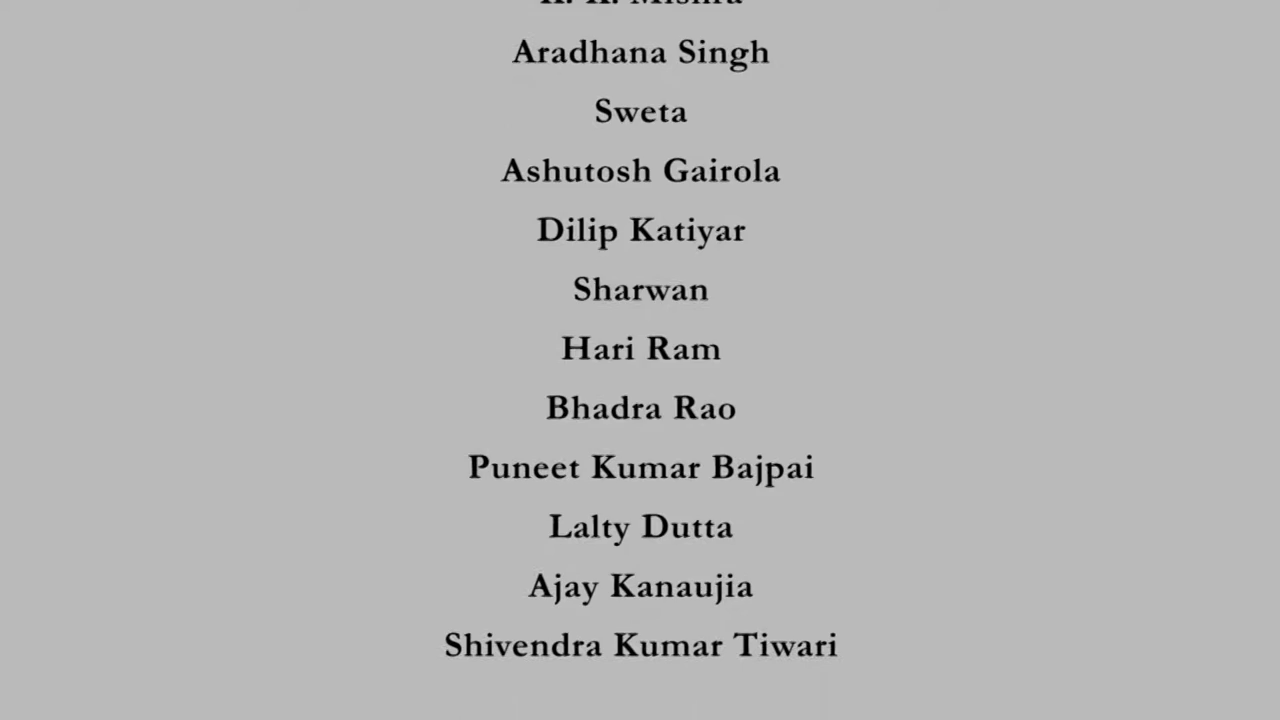 Aradhana Singh
Sweta
Ashutosh Gairola
Dilip Katiyar
Sharwan
Hari Ram
Bhadra Rao
Puneet Kumar Bajpai
Lalty Dutta
Ajay Kanaujia
Shivendra Kumar Tiwari